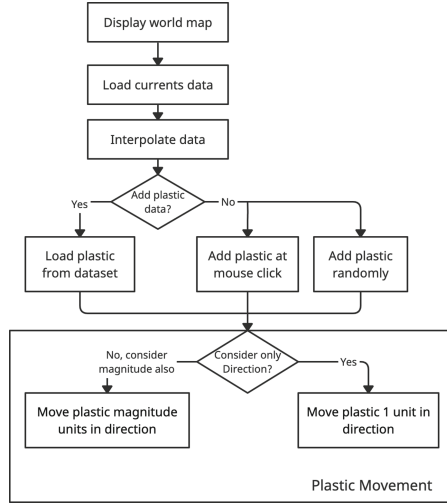 Display world map
Load currents data
Interpolate data
Add plastic
data?
Yes
No
Load plastic
from dataset
Add plastic at
mouse click
Add plastic
randomly
Consider only
Direction?
No, consider
magnitude also
Yes
Move plastic magnitude
units in direction
Move plastic 1 unit in
direction
Plastic Movement